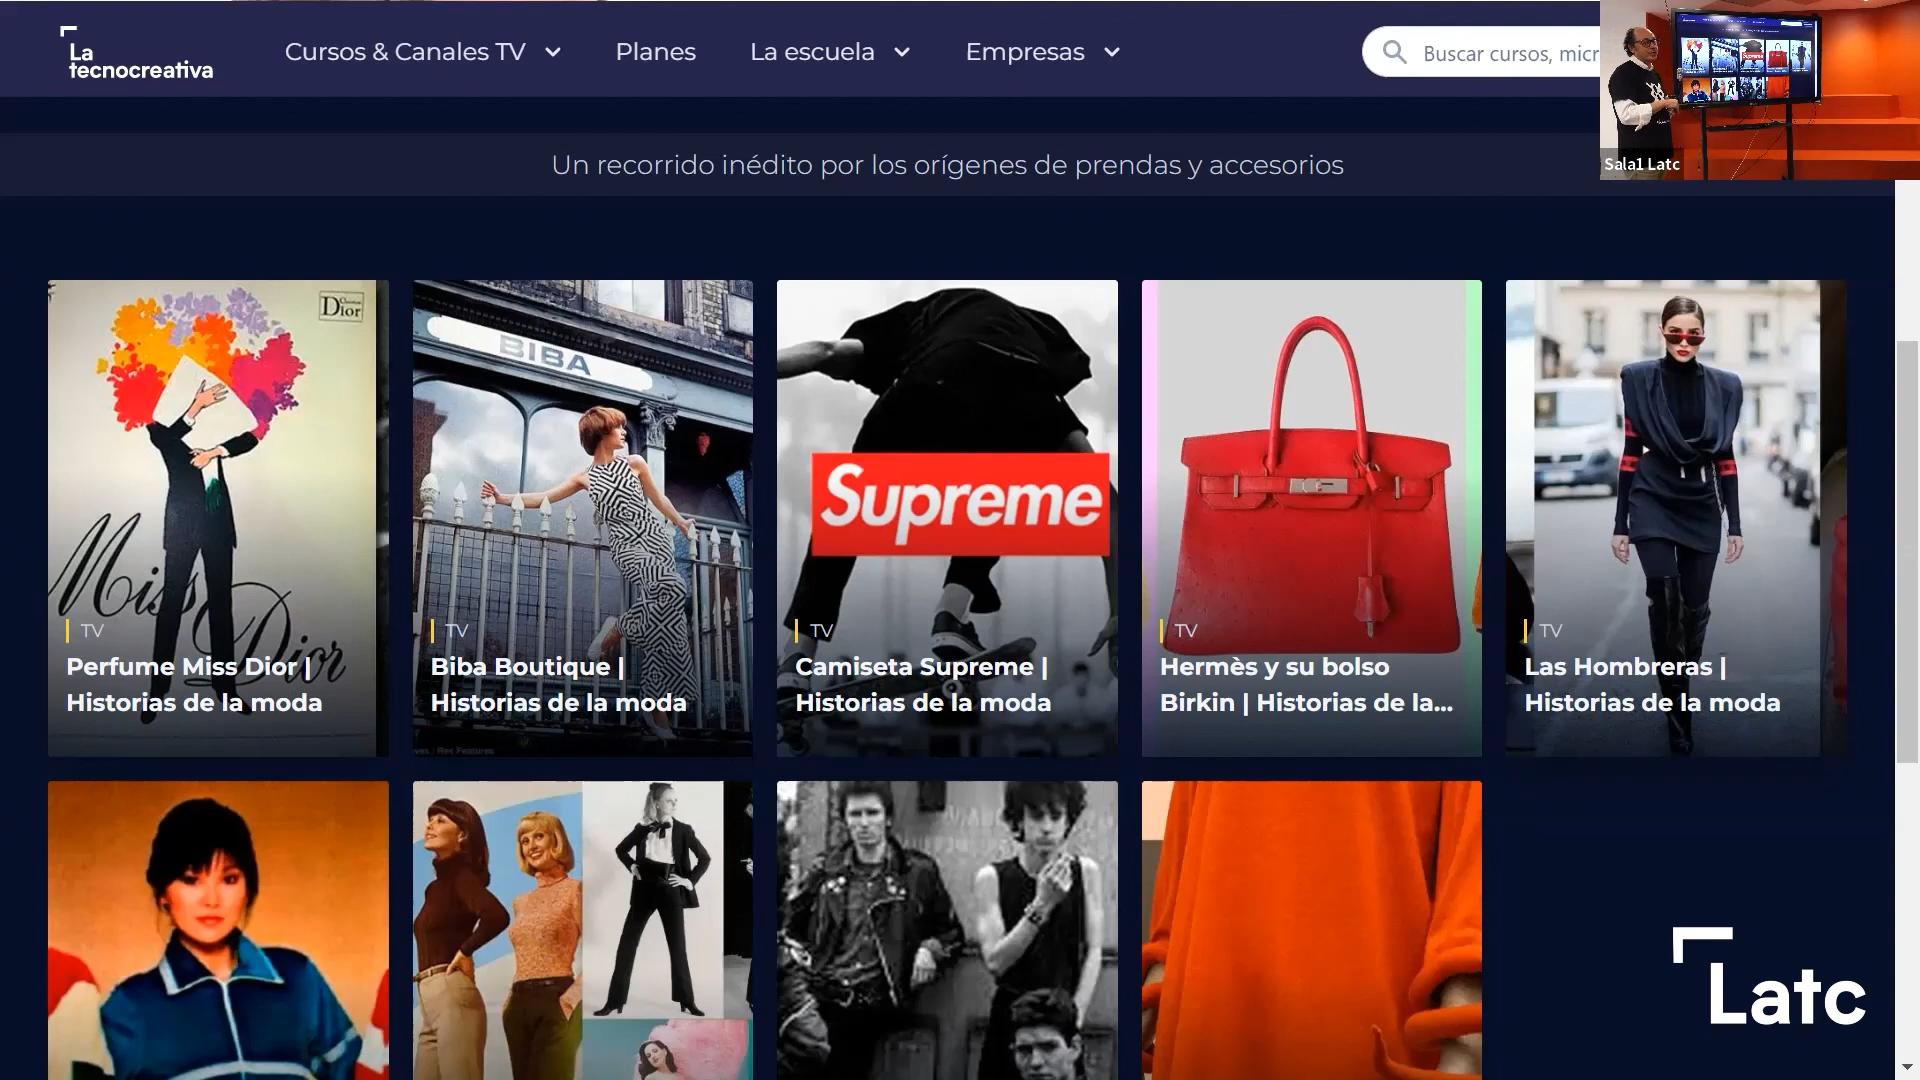 La
tecnocreativa
Cursos & Canales TV
Planes
La escuela
Empresas
Buscar cursos, micr
Sala1 Latc
Un recorrido inédito por los orígenes de prendas y accesorios
Christian
Dior
Miss Dior
TV
Perfume Miss Dior |
Historias de la moda
BIBA
TV
Biba Boutique |
Historias de la moda
Supreme
TV
Camiseta Supreme |
Historias de la moda
TV
Hermès y su bolso
Birkin | Historias de la...
TV
Las Hombreras |
Historias de la moda
Latc